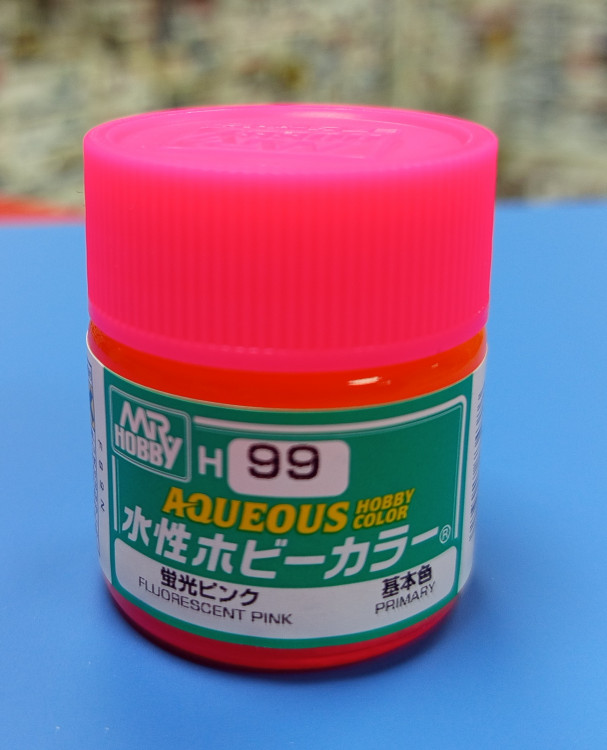 MR HOBBY
H 99
AQUEOUS HOBBY COLOR
水性ホビーカラー®
蛍光ピンク 基本色
FLUORESCENT PINK PRIMARY